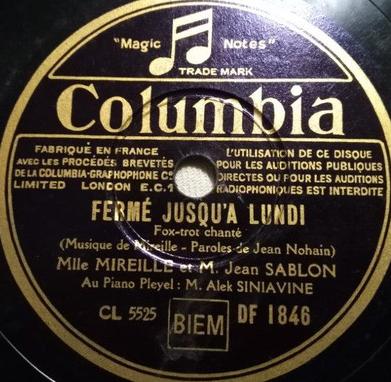 "Magic Notes"
TRADE MARK
Columbia
FABRIQUÉ EN FRANCE
AVEC LES PROCÉDÉS BREVETÉS
DE LA COLUMBIA-GRAPHOPHONE Cº
LIMITED LONDON E.C.1
L'UTILISATION DE CE DISQUE
POUR LES AUDITIONS PUBLIQUES
DIRECTES OU POUR LES AUDITIONS
RADIOPHONIQUES EST INTERDITE
FERMÉ JUSQU'A LUNDI
Fox-trot chanté
(Musique de Mireille - Paroles de Jean Nohain)
Mlle MIREILLE et M. Jean SABLON
Au Piano Pleyel : M. Alek SINIAVINE
CL 5525 BIEM DF 1846